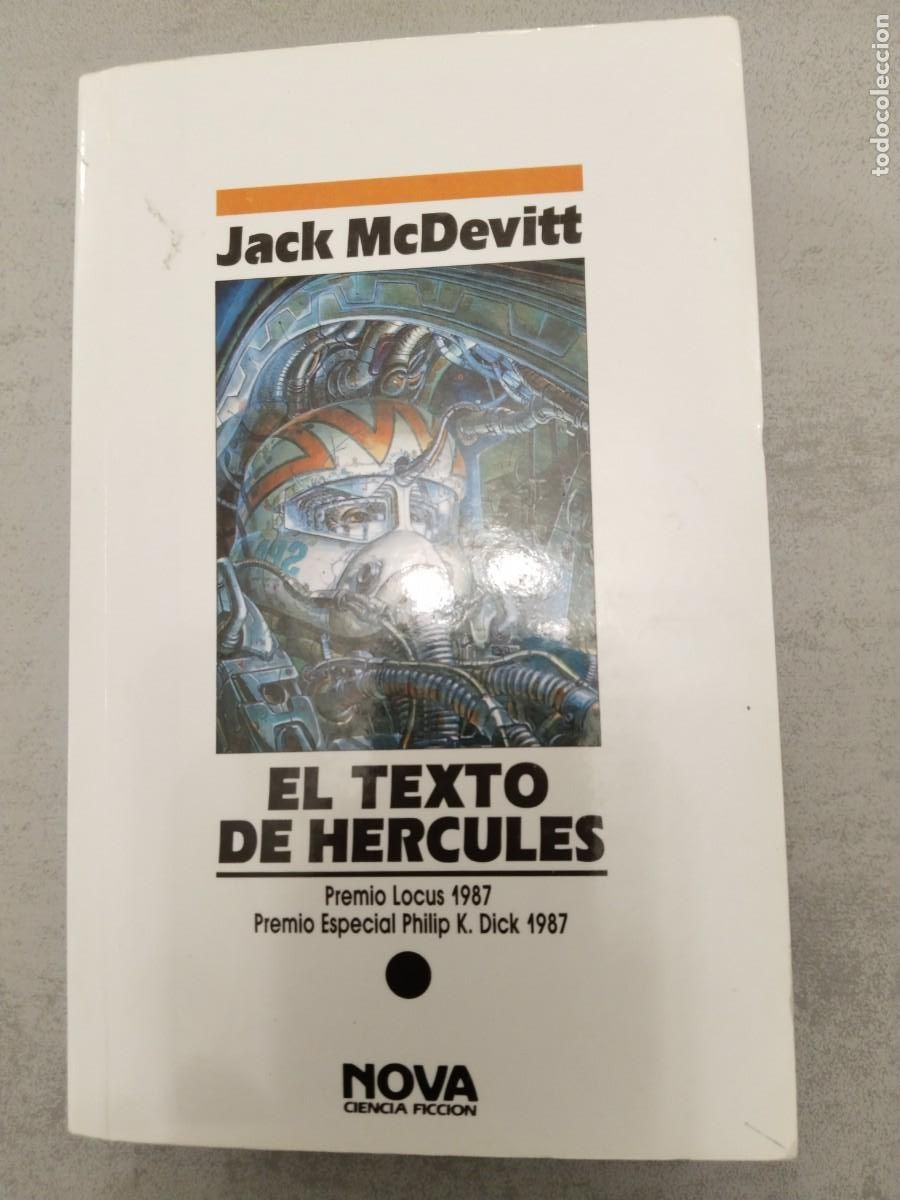 todocoleccion
Jack McDevitt
EL TEXTO
DE HERCULES
Premio Locus 1987
Premio Especial Philip K. Dick 1987
NOVA
CIENCIA FICCION